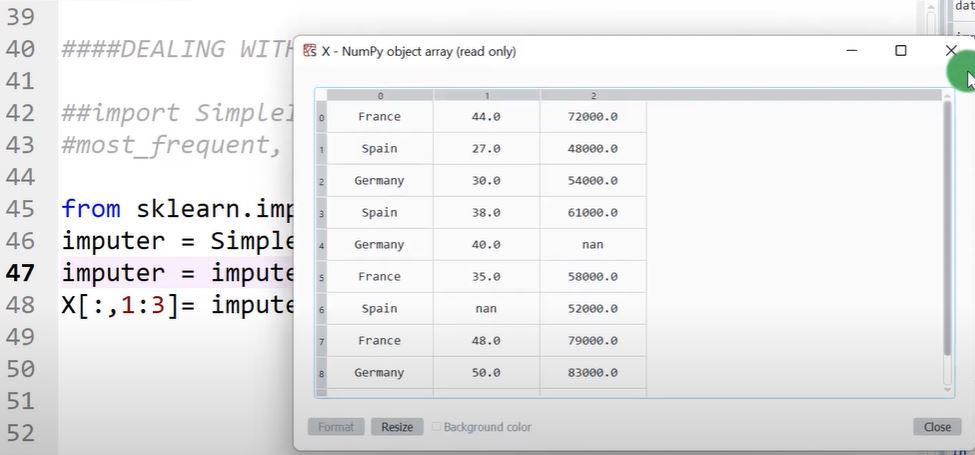 39
40 ####DEALING WITH
41
42 ##import SimpleI
43 #most_frequent,
44
45 from sklearn.imp
46 imputer = Simple
47 imputer = impute
48 X[:,1:3]= impute
49
50
51
52
X - NumPy object array (read only)
0 1 2
0 France 44.0 72000.0
1 Spain 27.0 48000.0
2 Germany 30.0 54000.0
3 Spain 38.0 61000.0
4 Germany 40.0 nan
5 France 35.0 58000.0
6 Spain nan 52000.0
7 France 48.0 79000.0
8 Germany 50.0 83000.0
Format Resize Background color Close
dat